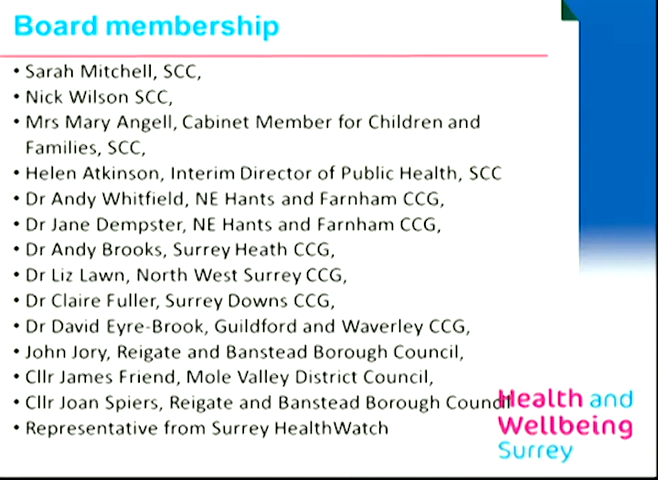 Board membership
• Sarah Mitchell, SCC,
• Nick Wilson SCC,
• Mrs Mary Angell, Cabinet Member for Children and
Families, SCC,
• Helen Atkinson, Interim Director of Public Health, SCC
• Dr Andy Whitfield, NE Hants and Farnham CCG,
• Dr Jane Dempster, NE Hants and Farnham CCG,
• Dr Andy Brooks, Surrey Heath CCG,
• Dr Liz Lawn, North West Surrey CCG,
• Dr Claire Fuller, Surrey Downs CCG,
• Dr David Eyre-Brook, Guildford and Waverley CCG,
• John Jory, Reigate and Banstead Borough Council,
• Cllr James Friend, Mole Valley District Council,
• Cllr Joan Spiers, Reigate and Banstead Borough Council
• Representative from Surrey HealthWatch
Health and
Wellbeing
Surrey